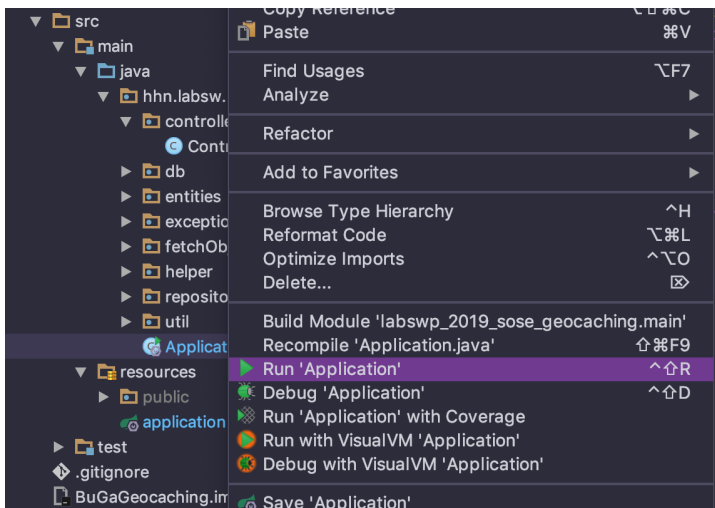 src
main
java
hhn.labsw.
controlle
Cont
db
entities
exceptio
fetchOb
helper
reposito
util
Applicat
resources
public
application
test
.gitignore
BuGaGeocaching.im
Copy Reference ⌥⇧⌘C
Paste ⌘V
Find Usages ⌥F7
Analyze
Refactor
Add to Favorites
Browse Type Hierarchy ^H
Reformat Code ⌥⌘L
Optimize Imports ^⌥O
Delete... ⌦
Build Module 'labswp_2019_sose_geocaching.main'
Recompile 'Application.java' ⇧⌘F9
Run 'Application' ^⇧R
Debug 'Application' ^⇧D
Run 'Application' with Coverage
Run with VisualVM 'Application'
Debug with VisualVM 'Application'
Save 'Application'